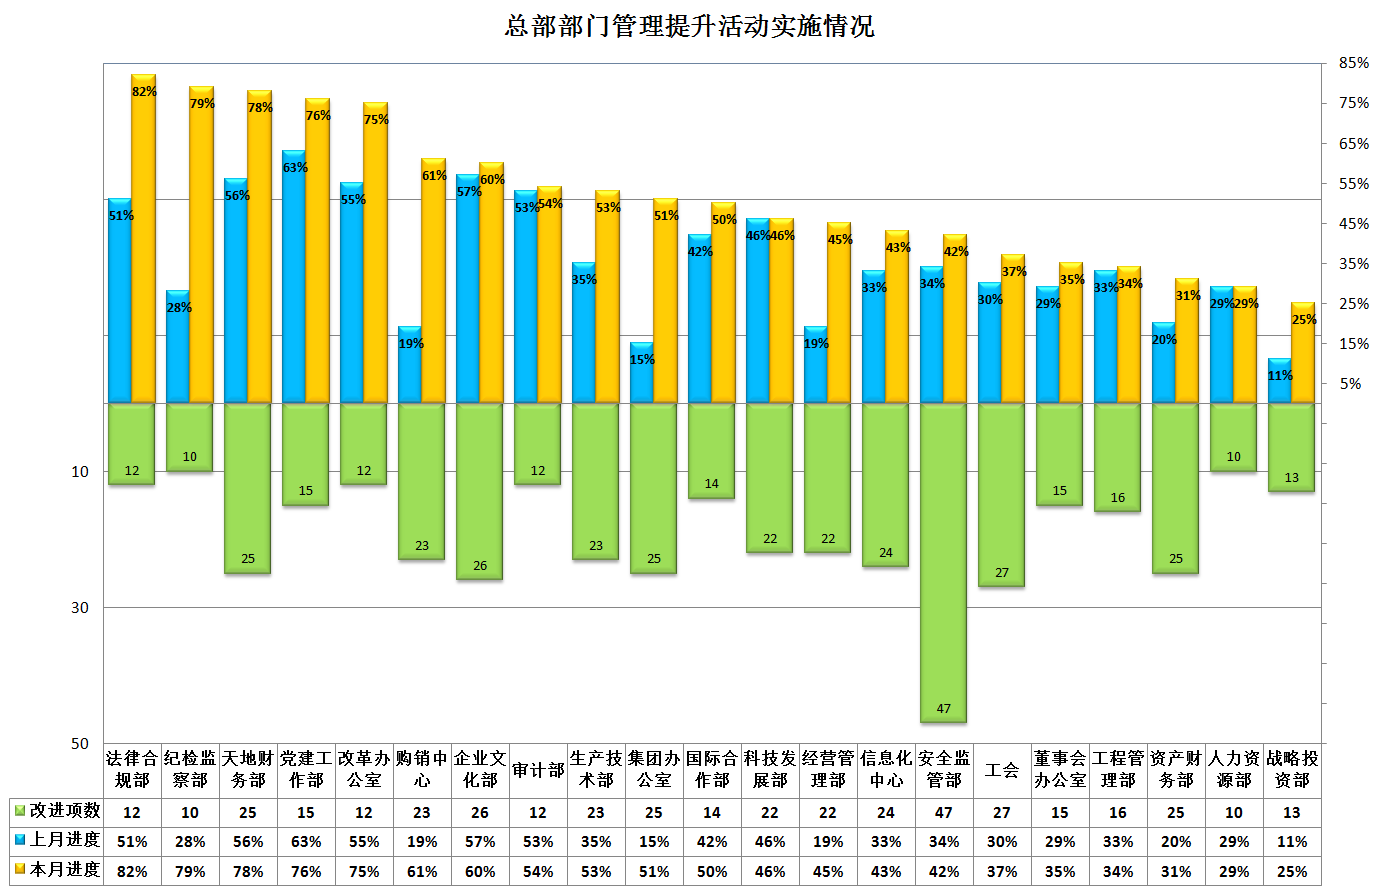 总部部门管理提升活动实施情况
85%
75%
65%
55%
45%
35%
25%
15%
5%
82% 79% 78% 76% 75% 61% 60% 54% 53% 51% 50% 46% 45% 43% 42% 37% 35% 34% 31% 29% 25%
51% 28% 56% 63% 55% 19% 57% 53% 35% 15% 42% 46% 19% 33% 34% 30% 29% 33% 20% 29% 11%
10
30
50
12 10 25 15 12 23 26 12 23 25 14 22 22 24 47 27 15 16 25 10 13
法律合规部 纪检监察部 天地财务部 党建工作部 改革办公室 购销中心 企业文化部 审计部 生产技术部 集团办公室 国际合作部 科技发展部 经营管理部 信息化中心 安全监管部 工会 董事会办公室 工程管理部 资产财务部 人力资源部 战略投资部
改进项数 12 10 25 15 12 23 26 12 23 25 14 22 22 24 47 27 15 16 25 10 13
上月进度 51% 28% 56% 63% 55% 19% 57% 53% 35% 15% 42% 46% 19% 33% 34% 30% 29% 33% 20% 29% 11%
本月进度 82% 79% 78% 76% 75% 61% 60% 54% 53% 51% 50% 46% 45% 43% 42% 37% 35% 34% 31% 29% 25%